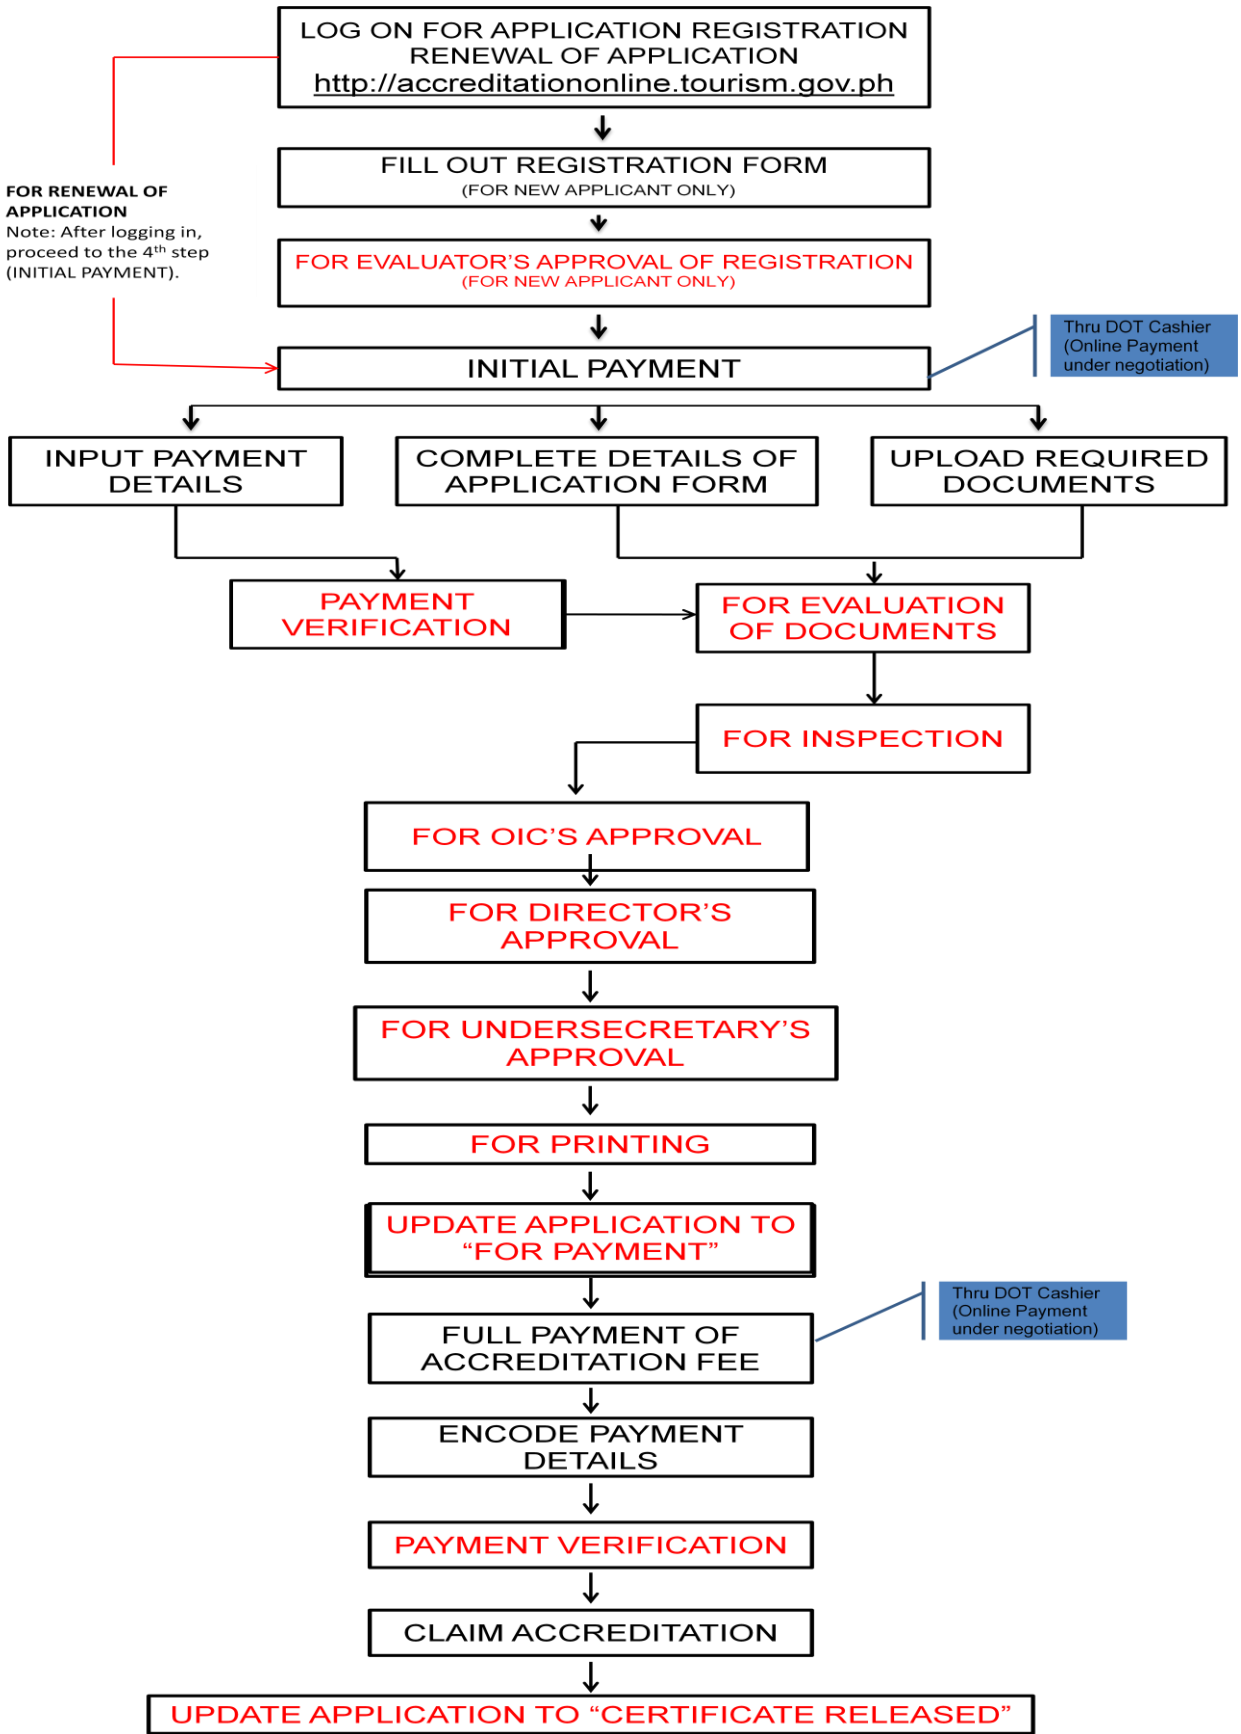 LOG ON FOR APPLICATION REGISTRATION
RENEWAL OF APPLICATION
http://accreditationonline.tourism.gov.ph
FILL OUT REGISTRATION FORM
(FOR NEW APPLICANT ONLY)
FOR RENEWAL OF
APPLICATION
Note: After logging in,
proceed to the 4th step
(INITIAL PAYMENT).
FOR EVALUATOR’S APPROVAL OF REGISTRATION
(FOR NEW APPLICANT ONLY)
Thru DOT Cashier
(Online Payment
under negotiation)
INITIAL PAYMENT
INPUT PAYMENT
DETAILS
COMPLETE DETAILS OF
APPLICATION FORM
UPLOAD REQUIRED
DOCUMENTS
PAYMENT
VERIFICATION
FOR EVALUATION
OF DOCUMENTS
FOR INSPECTION
FOR OIC’S APPROVAL
FOR DIRECTOR’S
APPROVAL
FOR UNDERSECRETARY’S
APPROVAL
FOR PRINTING
UPDATE APPLICATION TO
“FOR PAYMENT”
Thru DOT Cashier
(Online Payment
under negotiation)
FULL PAYMENT OF
ACCREDITATION FEE
ENCODE PAYMENT
DETAILS
PAYMENT VERIFICATION
CLAIM ACCREDITATION
UPDATE APPLICATION TO “CERTIFICATE RELEASED”